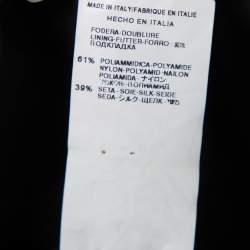 MADE IN ITALY/FABRIQUE EN ITALIE
HECHO EN ITALIA
FODERA-DOUBLURE
LINING-FUTTER-FORRO-
ПОДКЛАДКА
61% POLIAMMIDICA-POLYAMIDE
NYLON-POLYAMID-NAILON
POLIAMIDA-ナイロン
39% SETA-SOIE-SILK-SEIDE
SEDA-シルク-ШЕЛК-